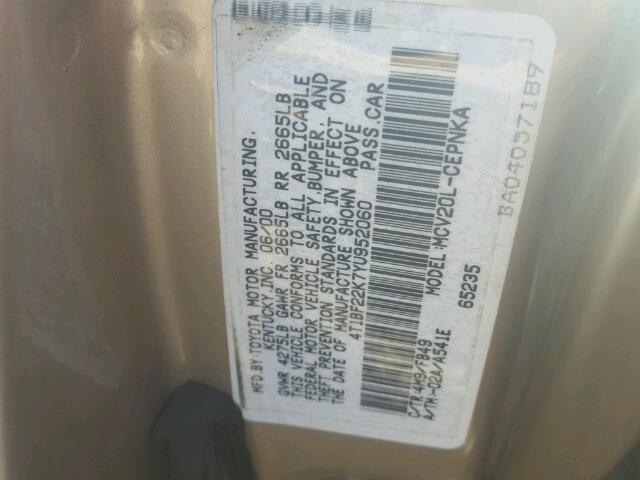 MFD.BY:TOYOTA MOTOR MANUFACTURING,
KENTUCKY,INC. 06/00
GVWR 4275LB GAWR FR 2665LB RR 2665LB
THIS VEHICLE CONFORMS TO ALL APPLICABLE
FEDERAL MOTOR VEHICLE SAFETY,BUMPER, AND
THEFT PREVENTION STANDARDS IN EFFECT ON
THE DATE OF MANUFACTURE SHOWN ABOVE
4T1BF22K7YU952060 PASS.CAR
C/TR:4M9/FB49 MODEL:MCV20L-CEPNKA
A/TM-02A/A541E 65235
BA040357189